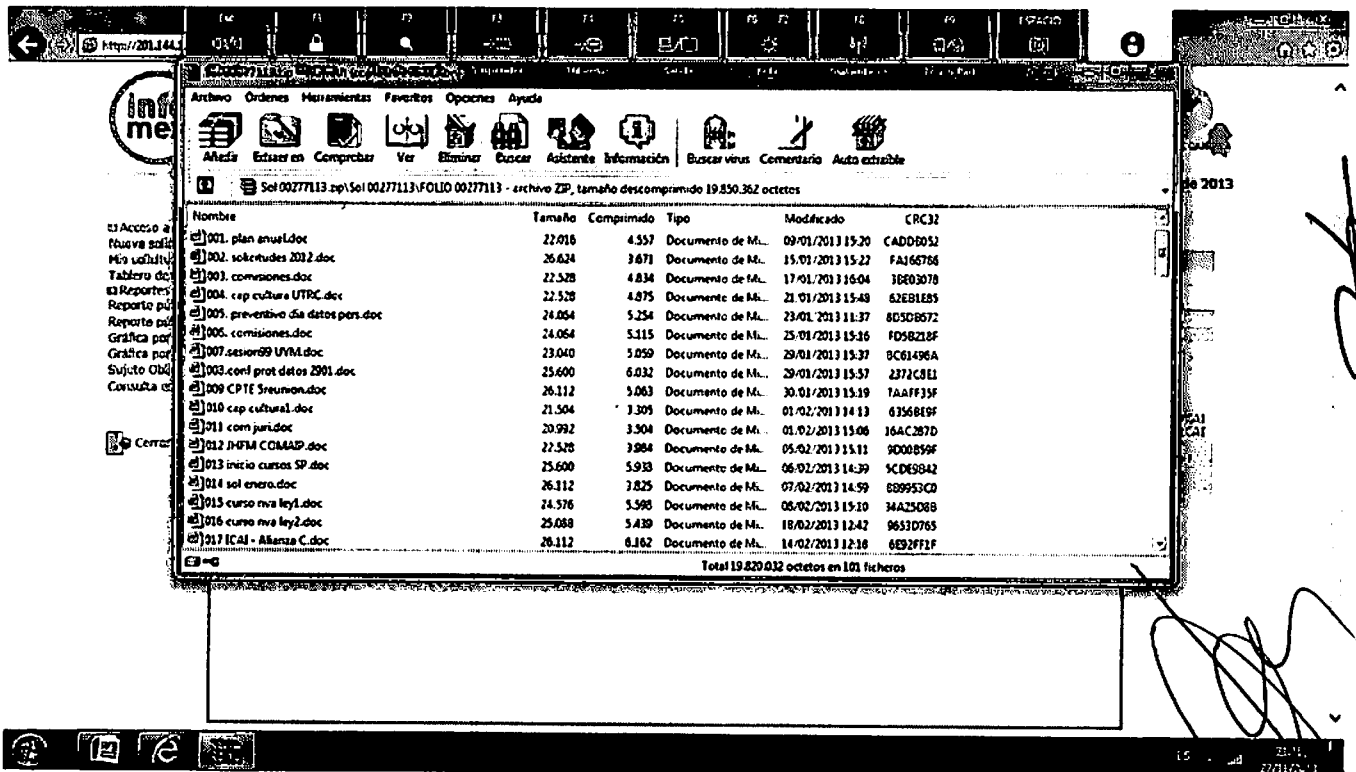 ESPACIO
http://201.144.1
Archivo Ordenes Herramientas Favoritos Opciones Ayuda
Añadir Extraer en Comprobar Ver Eliminar Buscar Asistente Información Buscar virus Comentario Auto extraible
Sol 00277113.zip\Sol 00277113\FOLIO 00277113 - archivo ZIP, tamaño descomprimido 19.850.362 octetos
de 2013
Nombre Tamaño Comprimido Tipo Modificado CRC32
001. plan anual.doc 22.016 4.557 Documento de Mi... 09/01/2013 15:20 CADDB052
002. solicitudes 2012.doc 26.624 3.671 Documento de Mi... 15/01/2013 15:22 FA166786
003. comisiones.doc 22.528 4.834 Documento de Mi... 17/01/2013 16:04 3BE03078
004. cap cultura UTRC.doc 22.528 4.875 Documento de Mi... 21/01/2013 15:48 62EB1E85
005. preventivo dia datos pers.doc 24.064 5.254 Documento de Mi... 23/01/2013 11:37 8D5DB672
006. comisiones.doc 24.064 5.115 Documento de Mi... 25/01/2013 15:16 FD5B218F
007.sesion99 UVM.doc 23.040 5.059 Documento de Mi... 29/01/2013 15:37 BC61496A
008.conf prot datos 2901.doc 25.600 6.032 Documento de Mi... 29/01/2013 15:57 2372C8E1
009 CPTE 5reunion.doc 26.112 5.063 Documento de Mi... 30/01/2013 15:19 7AAFF35F
010 cap cultura1.doc 21.504 3.305 Documento de Mi... 01/02/2013 14:13 6356BE9F
011 com juri.doc 20.992 3.504 Documento de Mi... 01/02/2013 15:06 16AC287D
012 JHFM COMAIP.doc 22.528 3.984 Documento de Mi... 05/02/2013 15:11 9D00859F
013 inicio cursos SP.doc 25.600 5.933 Documento de Mi... 06/02/2013 14:39 5CDE9842
014 sol enero.doc 26.112 3.825 Documento de Mi... 07/02/2013 14:59 889953C0
015 curso nva ley1.doc 24.576 5.598 Documento de Mi... 08/02/2013 15:10 34A25D8B
016 curso nva ley2.doc 25.088 5.439 Documento de Mi... 18/02/2013 12:42 9653D765
017 ICAI - Alianza C.doc 26.112 6.162 Documento de Mi... 14/02/2013 12:18 6E92FF1F
Total 19.820.032 octetos en 101 ficheros
Acceso a
Nueva
Mis
Tablero de
Reportes
Reporte
Reporte
Gráfica por
Gráfica por
Sujeto
Consulta
Cerrar
ES